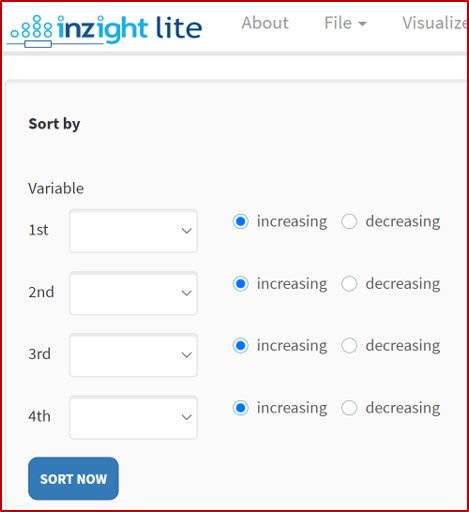 inzight lite About File Visualize
Sort by
Variable
1st increasing decreasing
2nd increasing decreasing
3rd increasing decreasing
4th increasing decreasing
SORT NOW